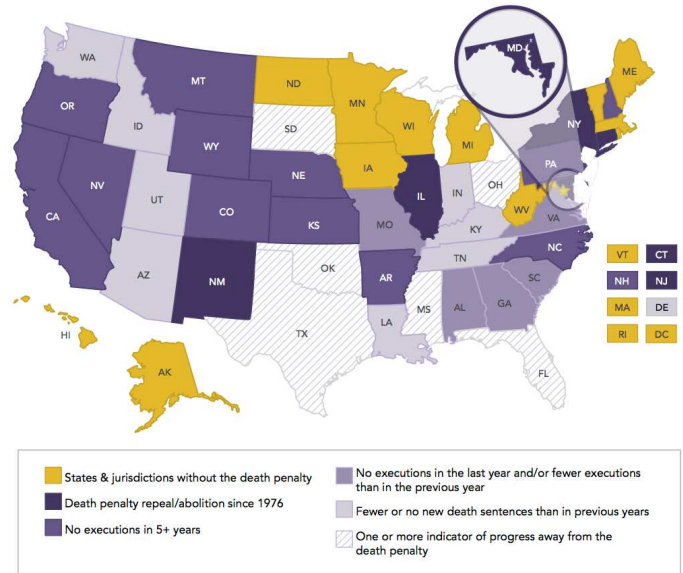 MD
WA
MT
ND
MN
ME
OR
ID
SD
WI
MI
NY
WY
IA
PA
NE
OH
NV
UT
IL
IN
CA
CO
WV
KS
MO
KY
VA
AZ
NM
OK
AR
TN
NC
SC
MS
AL
GA
TX
LA
FL
HI
AK
VT CT
NH NJ
MA DE
RI DC
States & jurisdictions without the death penalty
Death penalty repeal/abolition since 1976
No executions in 5+ years
No executions in the last year and/or fewer executions
than in the previous year
Fewer or no new death sentences than in previous years
One or more indicator of progress away from the
death penalty